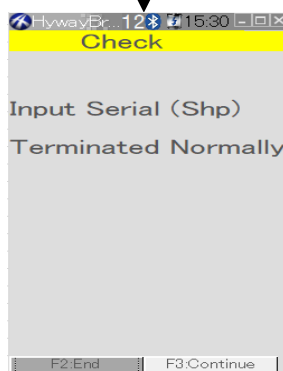 HywayBr...12 15:30
Check
Input Serial (Shp)
Terminated Normally
F2:End F3:Continue